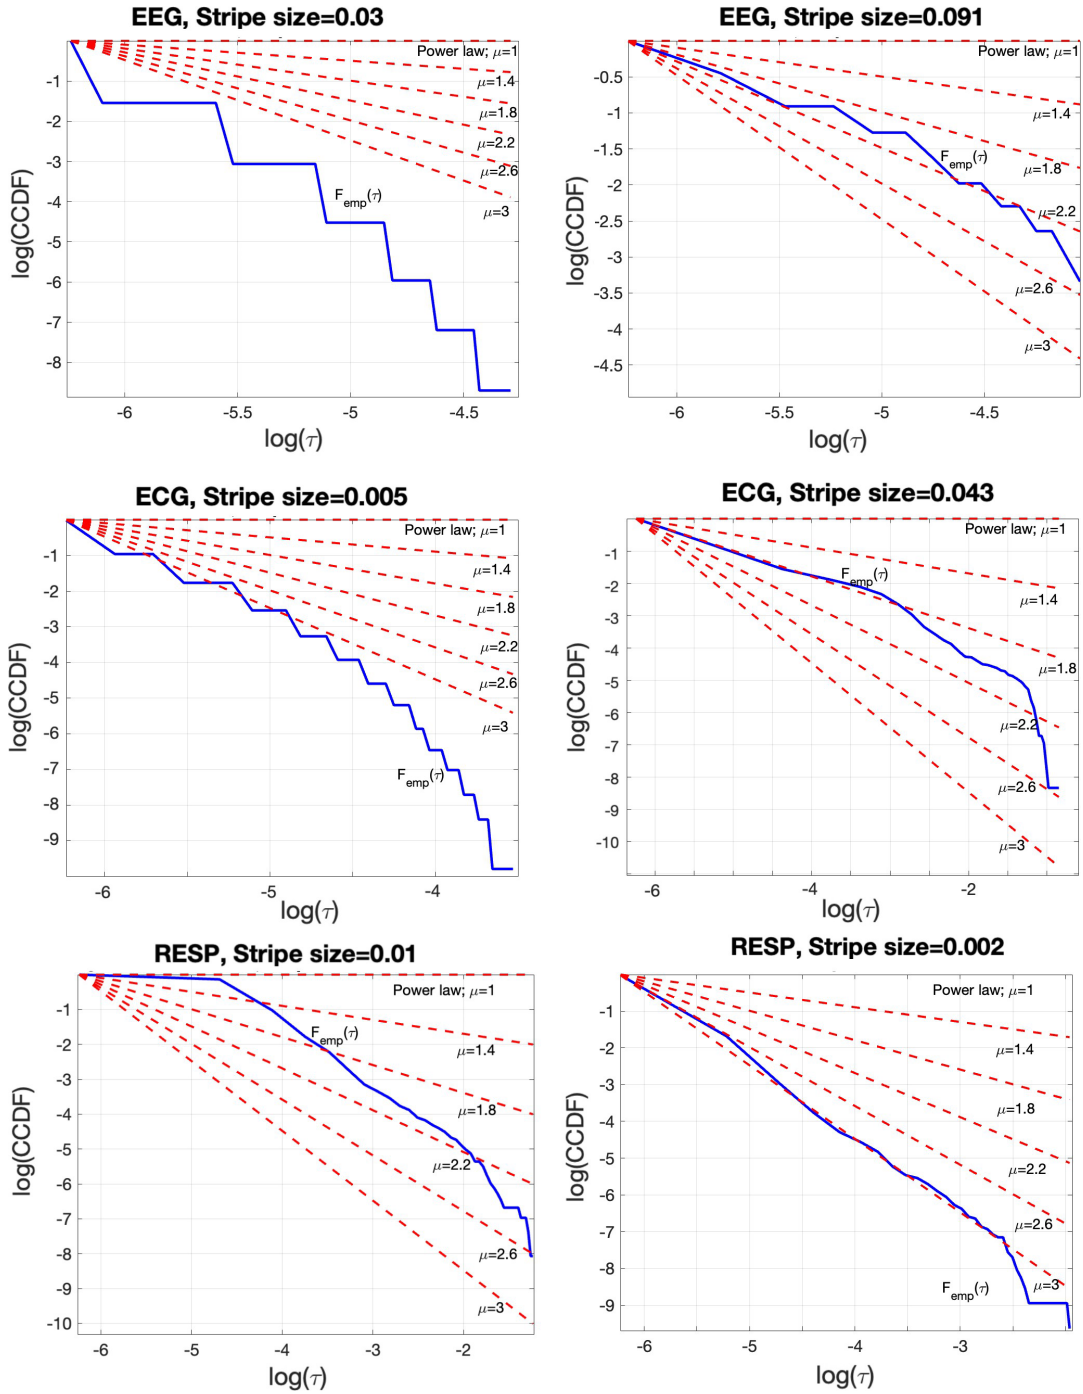 EEG, Stripe size=0.03
Power law; μ=1
μ=1.4
μ=1.8
μ=2.2
μ=2.6
μ=3
F_emp(τ)
-1
-2
-3
-4
-5
-6
-7
-8
log(CCDF)
-6
-5.5
-5
-4.5
log(τ)
EEG, Stripe size=0.091
Power law; μ=1
μ=1.4
μ=1.8
μ=2.2
μ=2.6
μ=3
F_emp(τ)
-0.5
-1
-1.5
-2
-2.5
-3
-3.5
-4
-4.5
log(CCDF)
-6
-5.5
-5
-4.5
log(τ)
ECG, Stripe size=0.005
Power law; μ=1
μ=1.4
μ=1.8
μ=2.2
μ=2.6
μ=3
F_emp(τ)
-1
-2
-3
-4
-5
-6
-7
-8
-9
log(CCDF)
-6
-5
-4
log(τ)
ECG, Stripe size=0.043
Power law; μ=1
F_emp(τ)
μ=1.4
μ=1.8
μ=2.2
μ=2.6
μ=3
-1
-2
-3
-4
-5
-6
-7
-8
-9
-10
log(CCDF)
-6
-4
-2
log(τ)
RESP, Stripe size=0.01
Power law; μ=1
F_emp(τ)
μ=1.4
μ=1.8
μ=2.2
μ=2.6
μ=3
-1
-2
-3
-4
-5
-6
-7
-8
-9
-10
log(CCDF)
-6
-5
-4
-3
-2
log(τ)
RESP, Stripe size=0.002
Power law; μ=1
μ=1.4
μ=1.8
μ=2.2
μ=2.6
μ=3
F_emp(τ)
-1
-2
-3
-4
-5
-6
-7
-8
-9
log(CCDF)
-6
-5
-4
-3
log(τ)